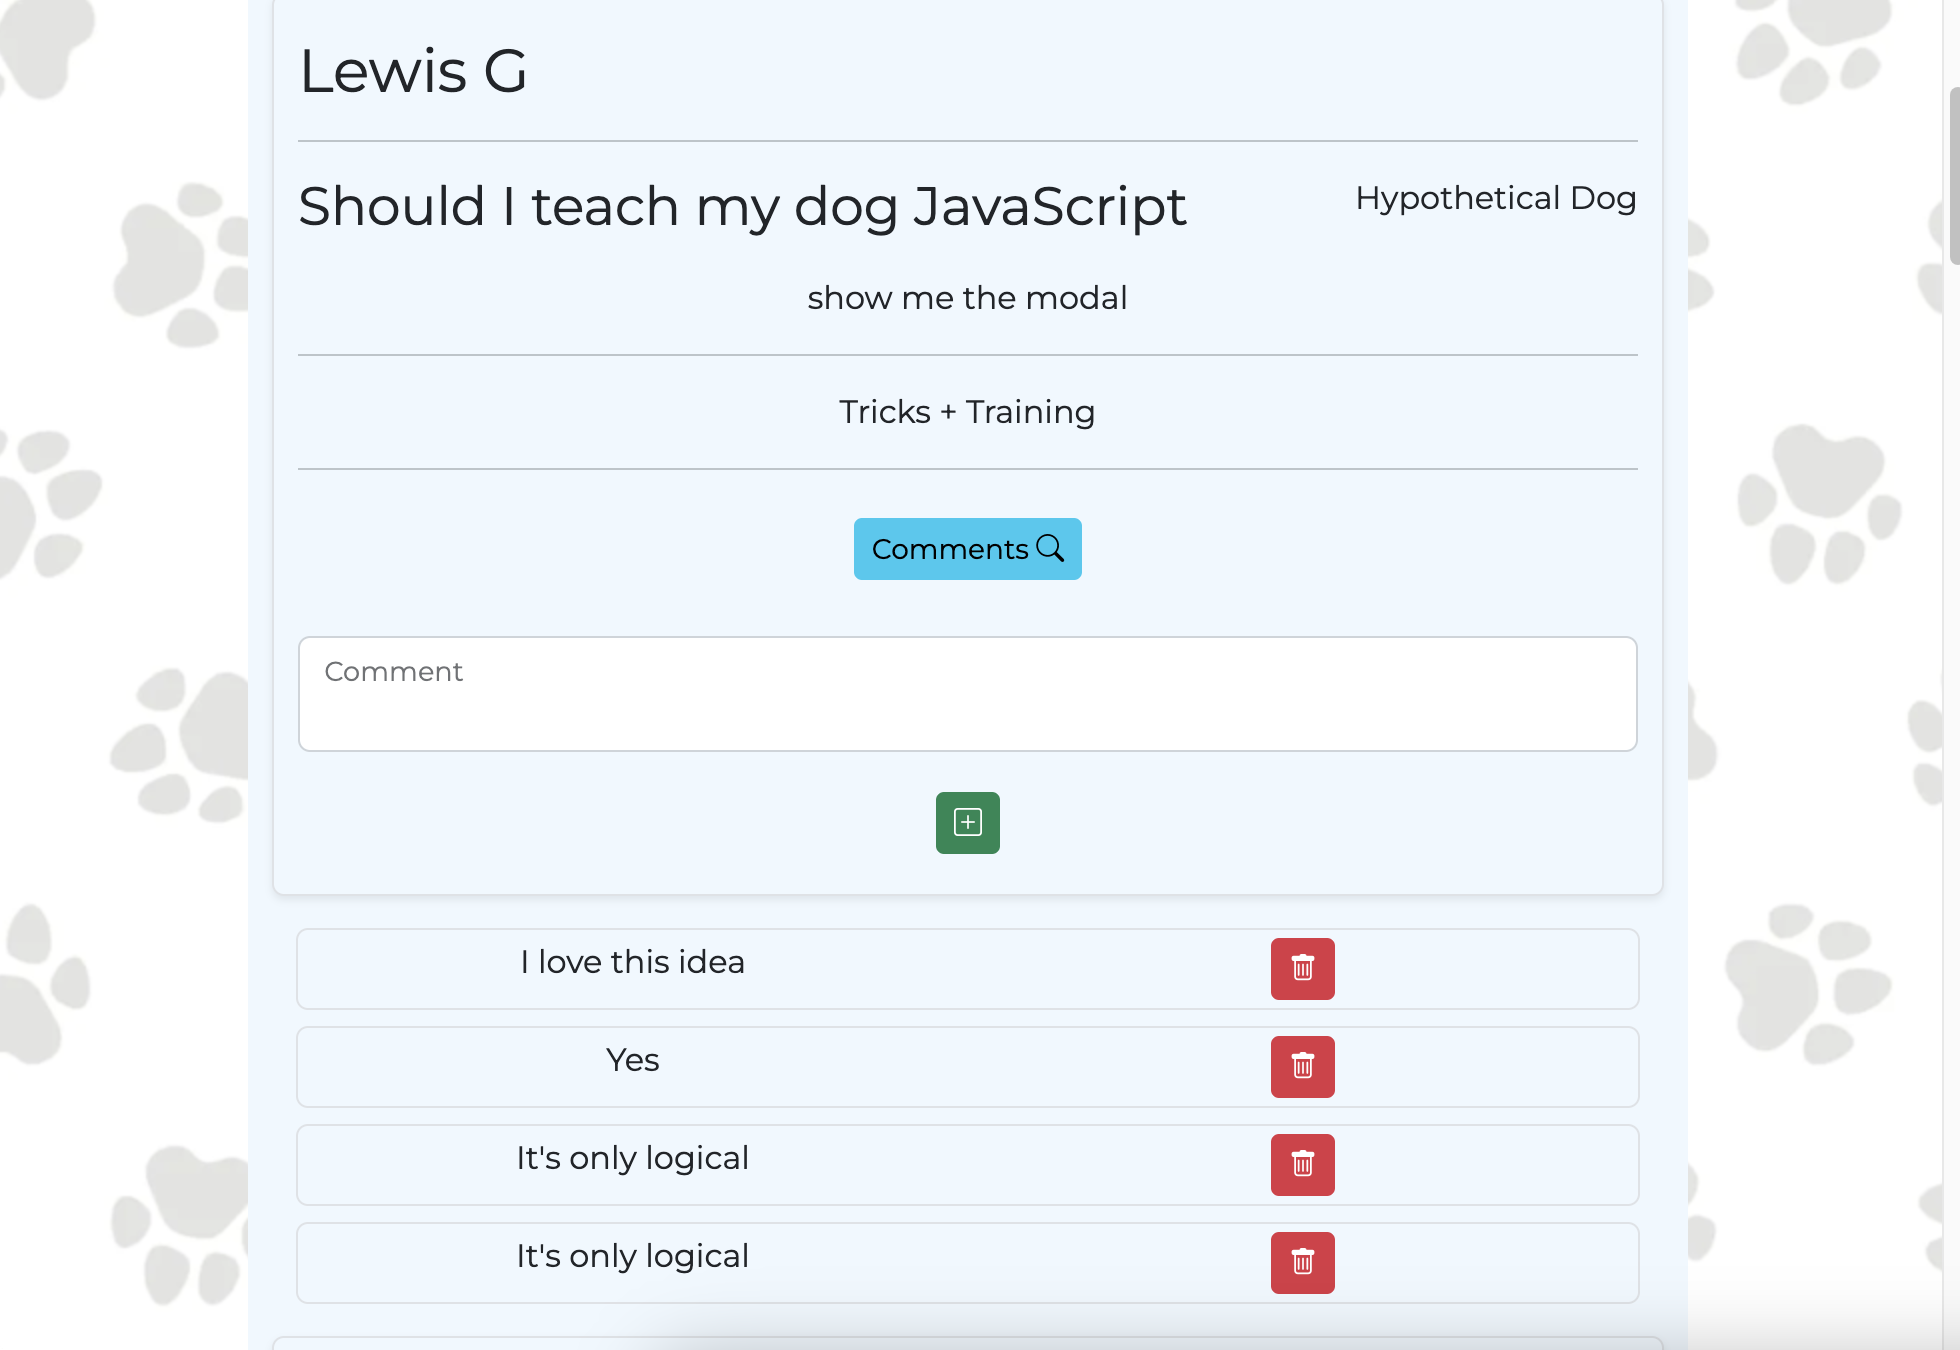 Lewis G
Should I teach my dog JavaScript
Hypothetical Dog
show me the modal
Tricks + Training
Comments
Comment
I love this idea
Yes
It's only logical
It's only logical